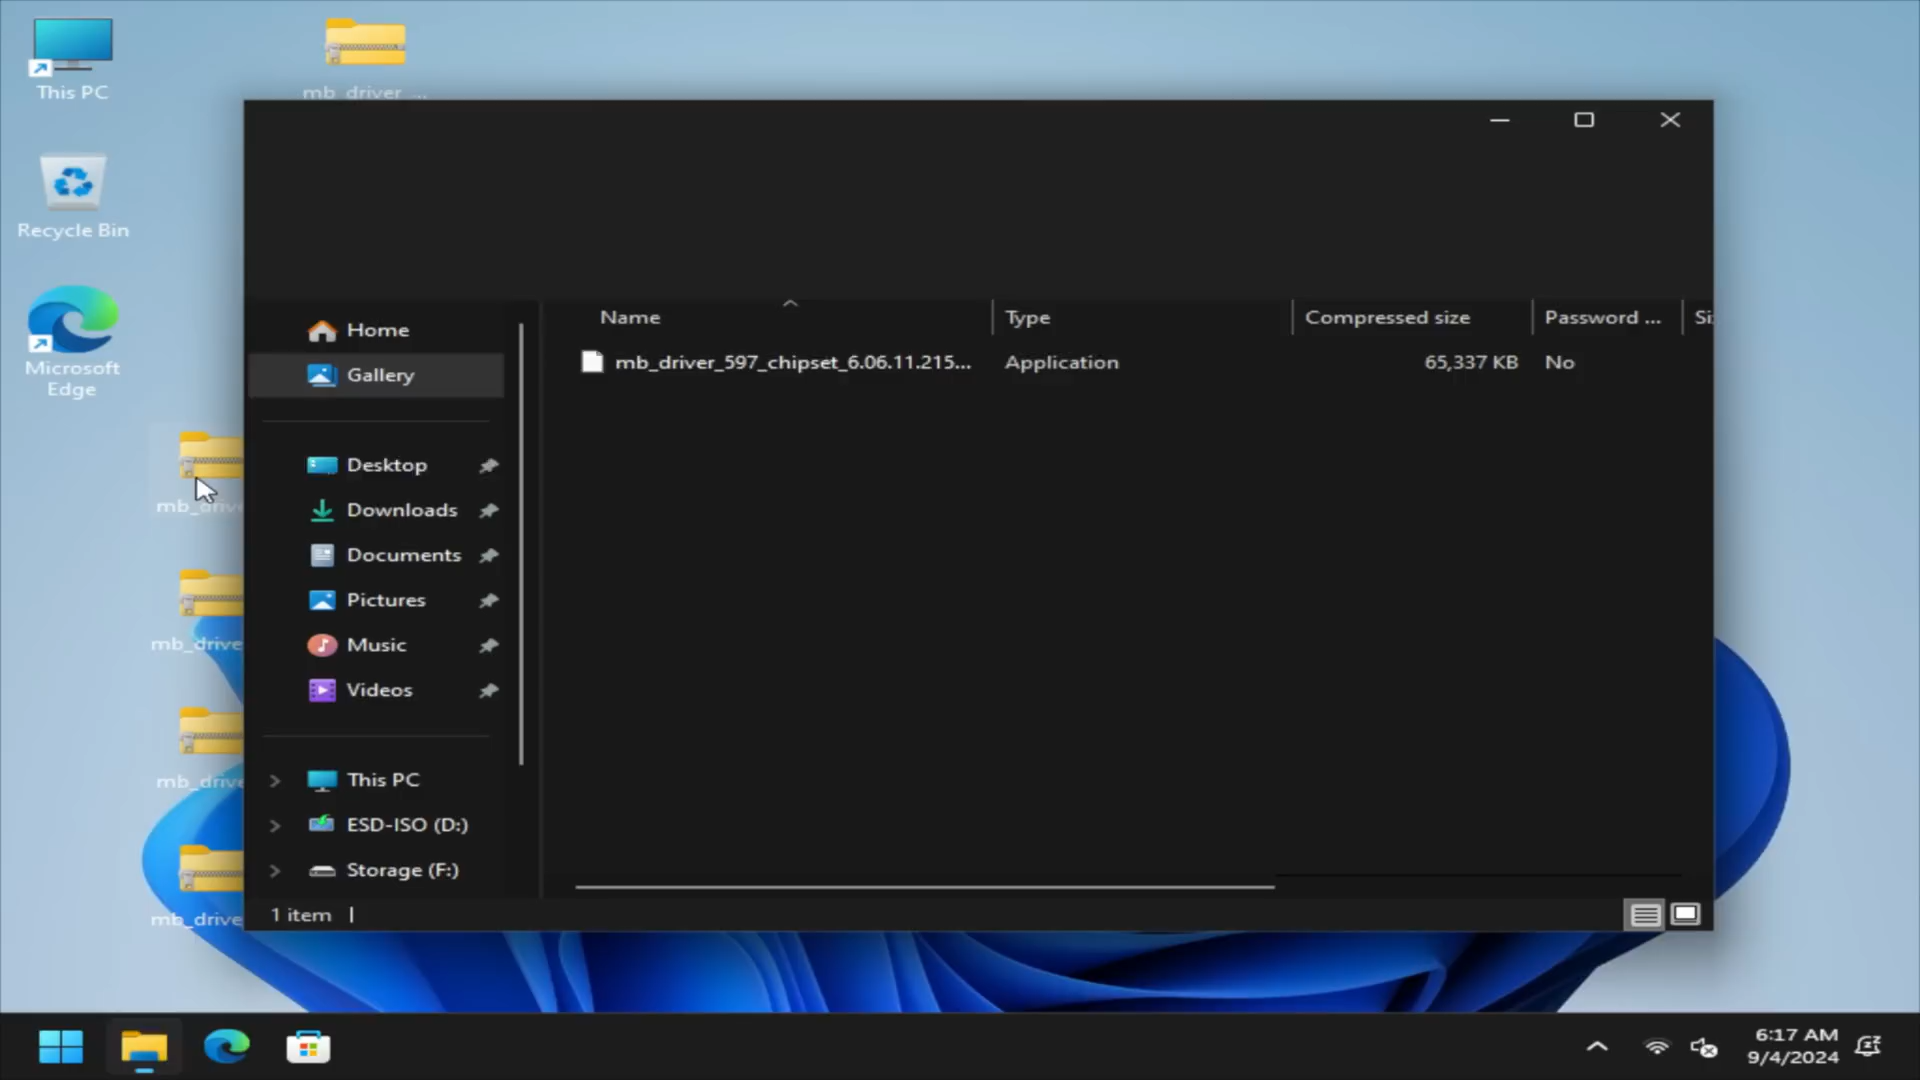 This PC
mb_driver_...
Recycle Bin
Microsoft
Edge
mb_drive
mb_drive
mb_drive
mb_drive
Home
Gallery
Desktop
Downloads
Documents
Pictures
Music
Videos
This PC
ESD-ISO (D:)
Storage (F:)
Name
Type
Compressed size
Password ...
Si
mb_driver_597_chipset_6.06.11.215...
Application
65,337 KB
No
1 item
6:17 AM
9/4/2024